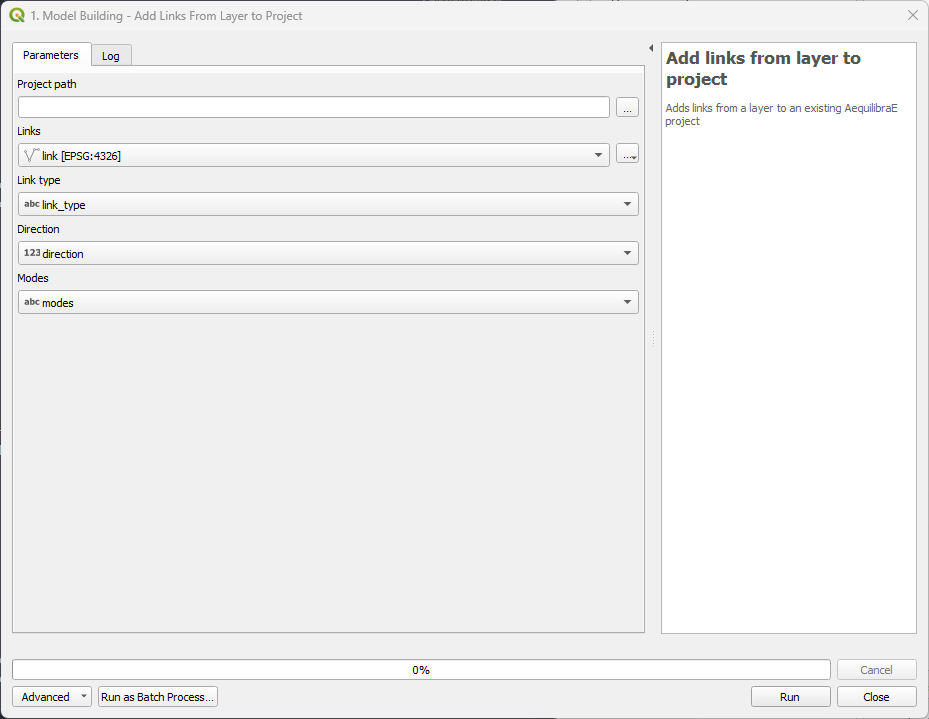 1. Model Building - Add Links From Layer to Project
Parameters
Log
Project path
...
Links
link [EPSG:4326]
...
Link type
abc link_type
Direction
123 direction
Modes
abc modes
Add links from layer to
project
Adds links from a layer to an existing AequilibraE
project
0%
Cancel
Advanced
Run as Batch Process...
Run
Close